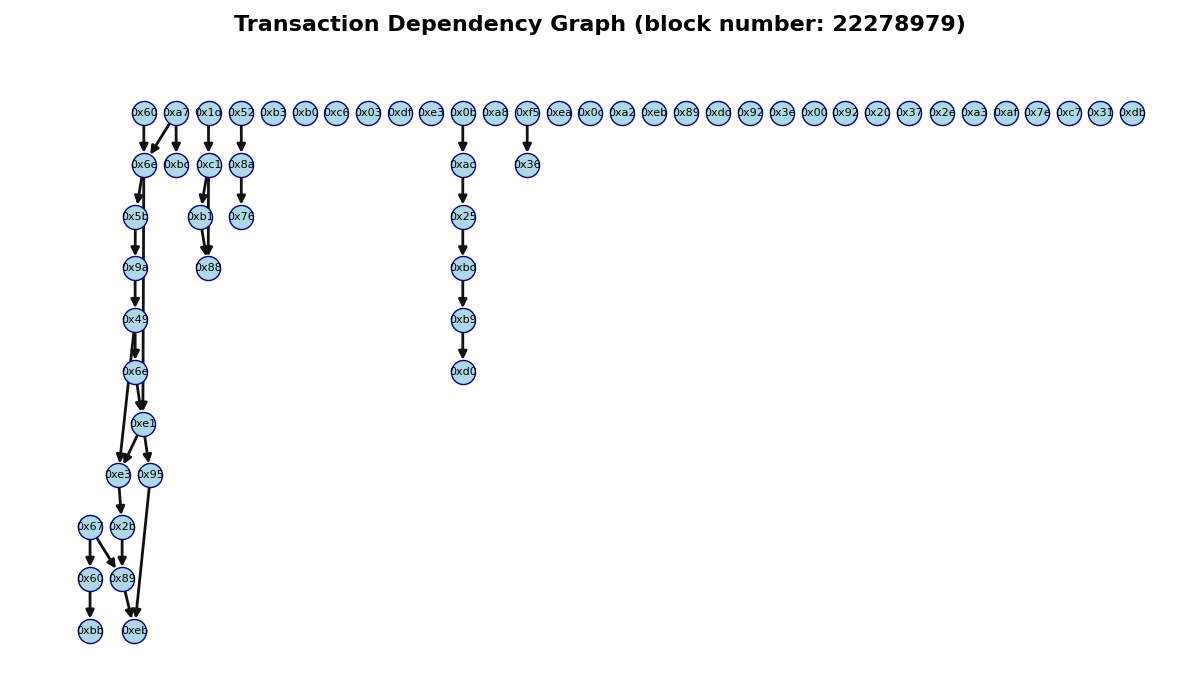 Transaction Dependency Graph (block number: 22278979)
0x60 0xa7 0x1d 0x52 0xb3 0xb0 0xc6 0x03 0xdf 0xe3 0x0b 0xa8 0xf5 0xea 0x0c 0xa2 0xeb 0x89 0xdd 0x92 0x3e 0x00 0x92 0x20 0x37 0x2e 0xa3 0xaf 0x7e 0xc7 0x31 0xdb
0x6e 0xbc 0xc1 0x8a 0xac 0x36
0x5b 0xb1 0x76 0x25
0x9a 0x88 0xbd
0x49 0xb9
0x6e 0xd0
0xe1
0xe3 0x95
0x67 0x2b
0x60 0x89
0xbb 0xeb